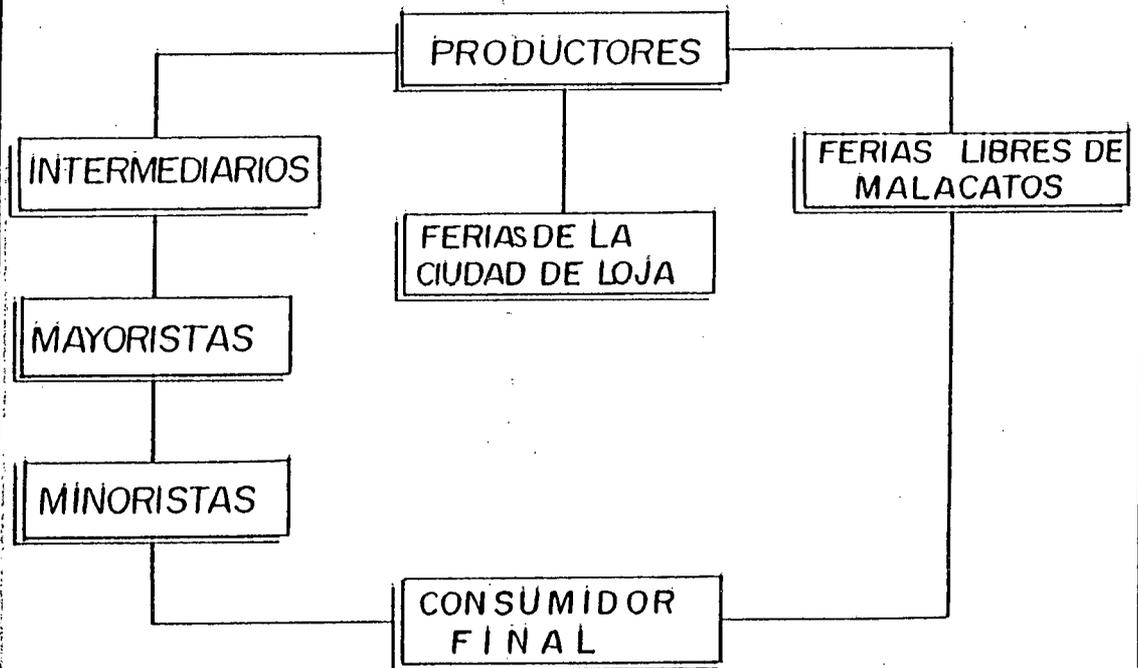 PRODUCTORES
INTERMEDIARIOS
FERIAS LIBRES DE
MALACATOS
FERIAS DE LA
CIUDAD DE LOJA
MAYORISTAS
MINORISTAS
CONSUMIDOR
FINAL